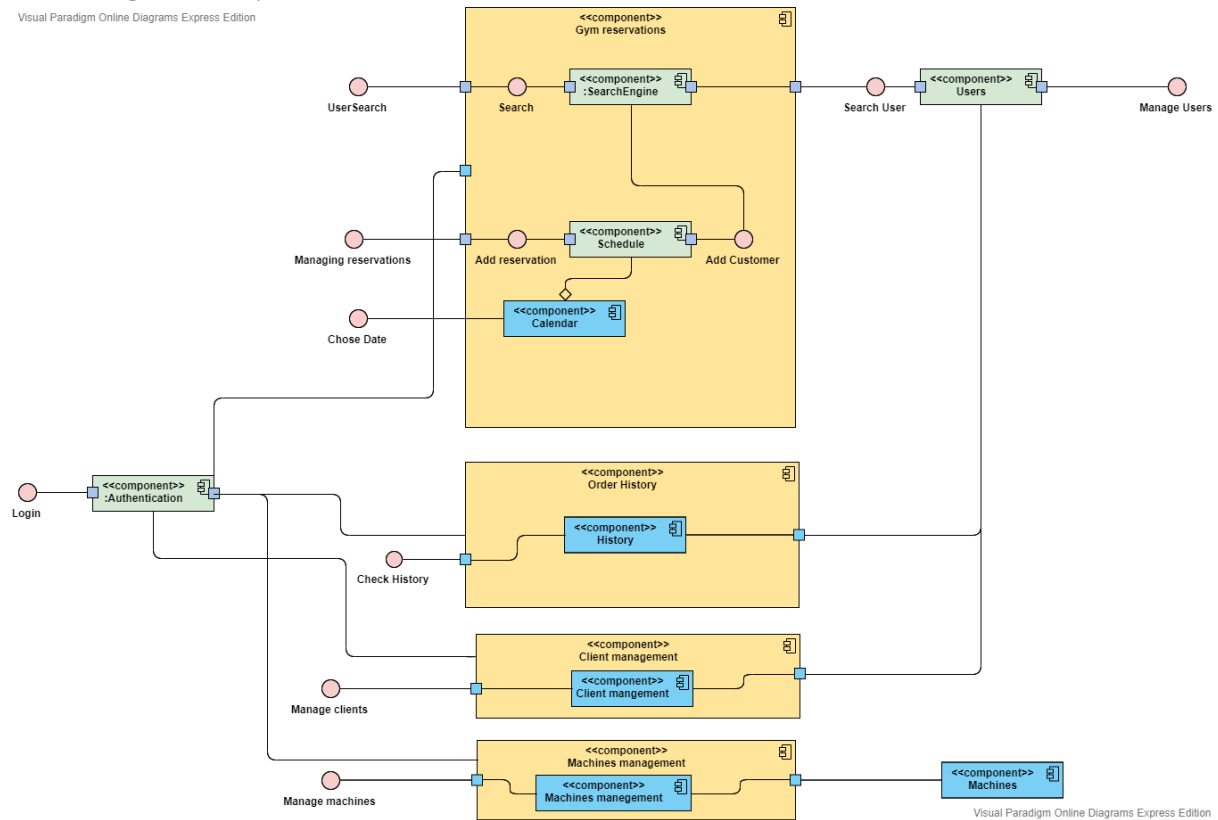 Visual Paradigm Online Diagrams Express Edition
<<component>>
Gym reservations
<<component>>
:SearchEngine
<<component>>
Users
UserSearch
Search
Search User
Manage Users
<<component>>
Schedule
Managing reservations
Add reservation
Add Customer
<<component>>
Calendar
Chose Date
<<component>>
:Authentication
Login
<<component>>
Order History
<<component>>
History
Check History
<<component>>
Client management
<<component>>
Client mangement
Manage clients
<<component>>
Machines management
<<component>>
Machines manegement
Manage machines
<<component>>
Machines
Visual Paradigm Online Diagrams Express Edition